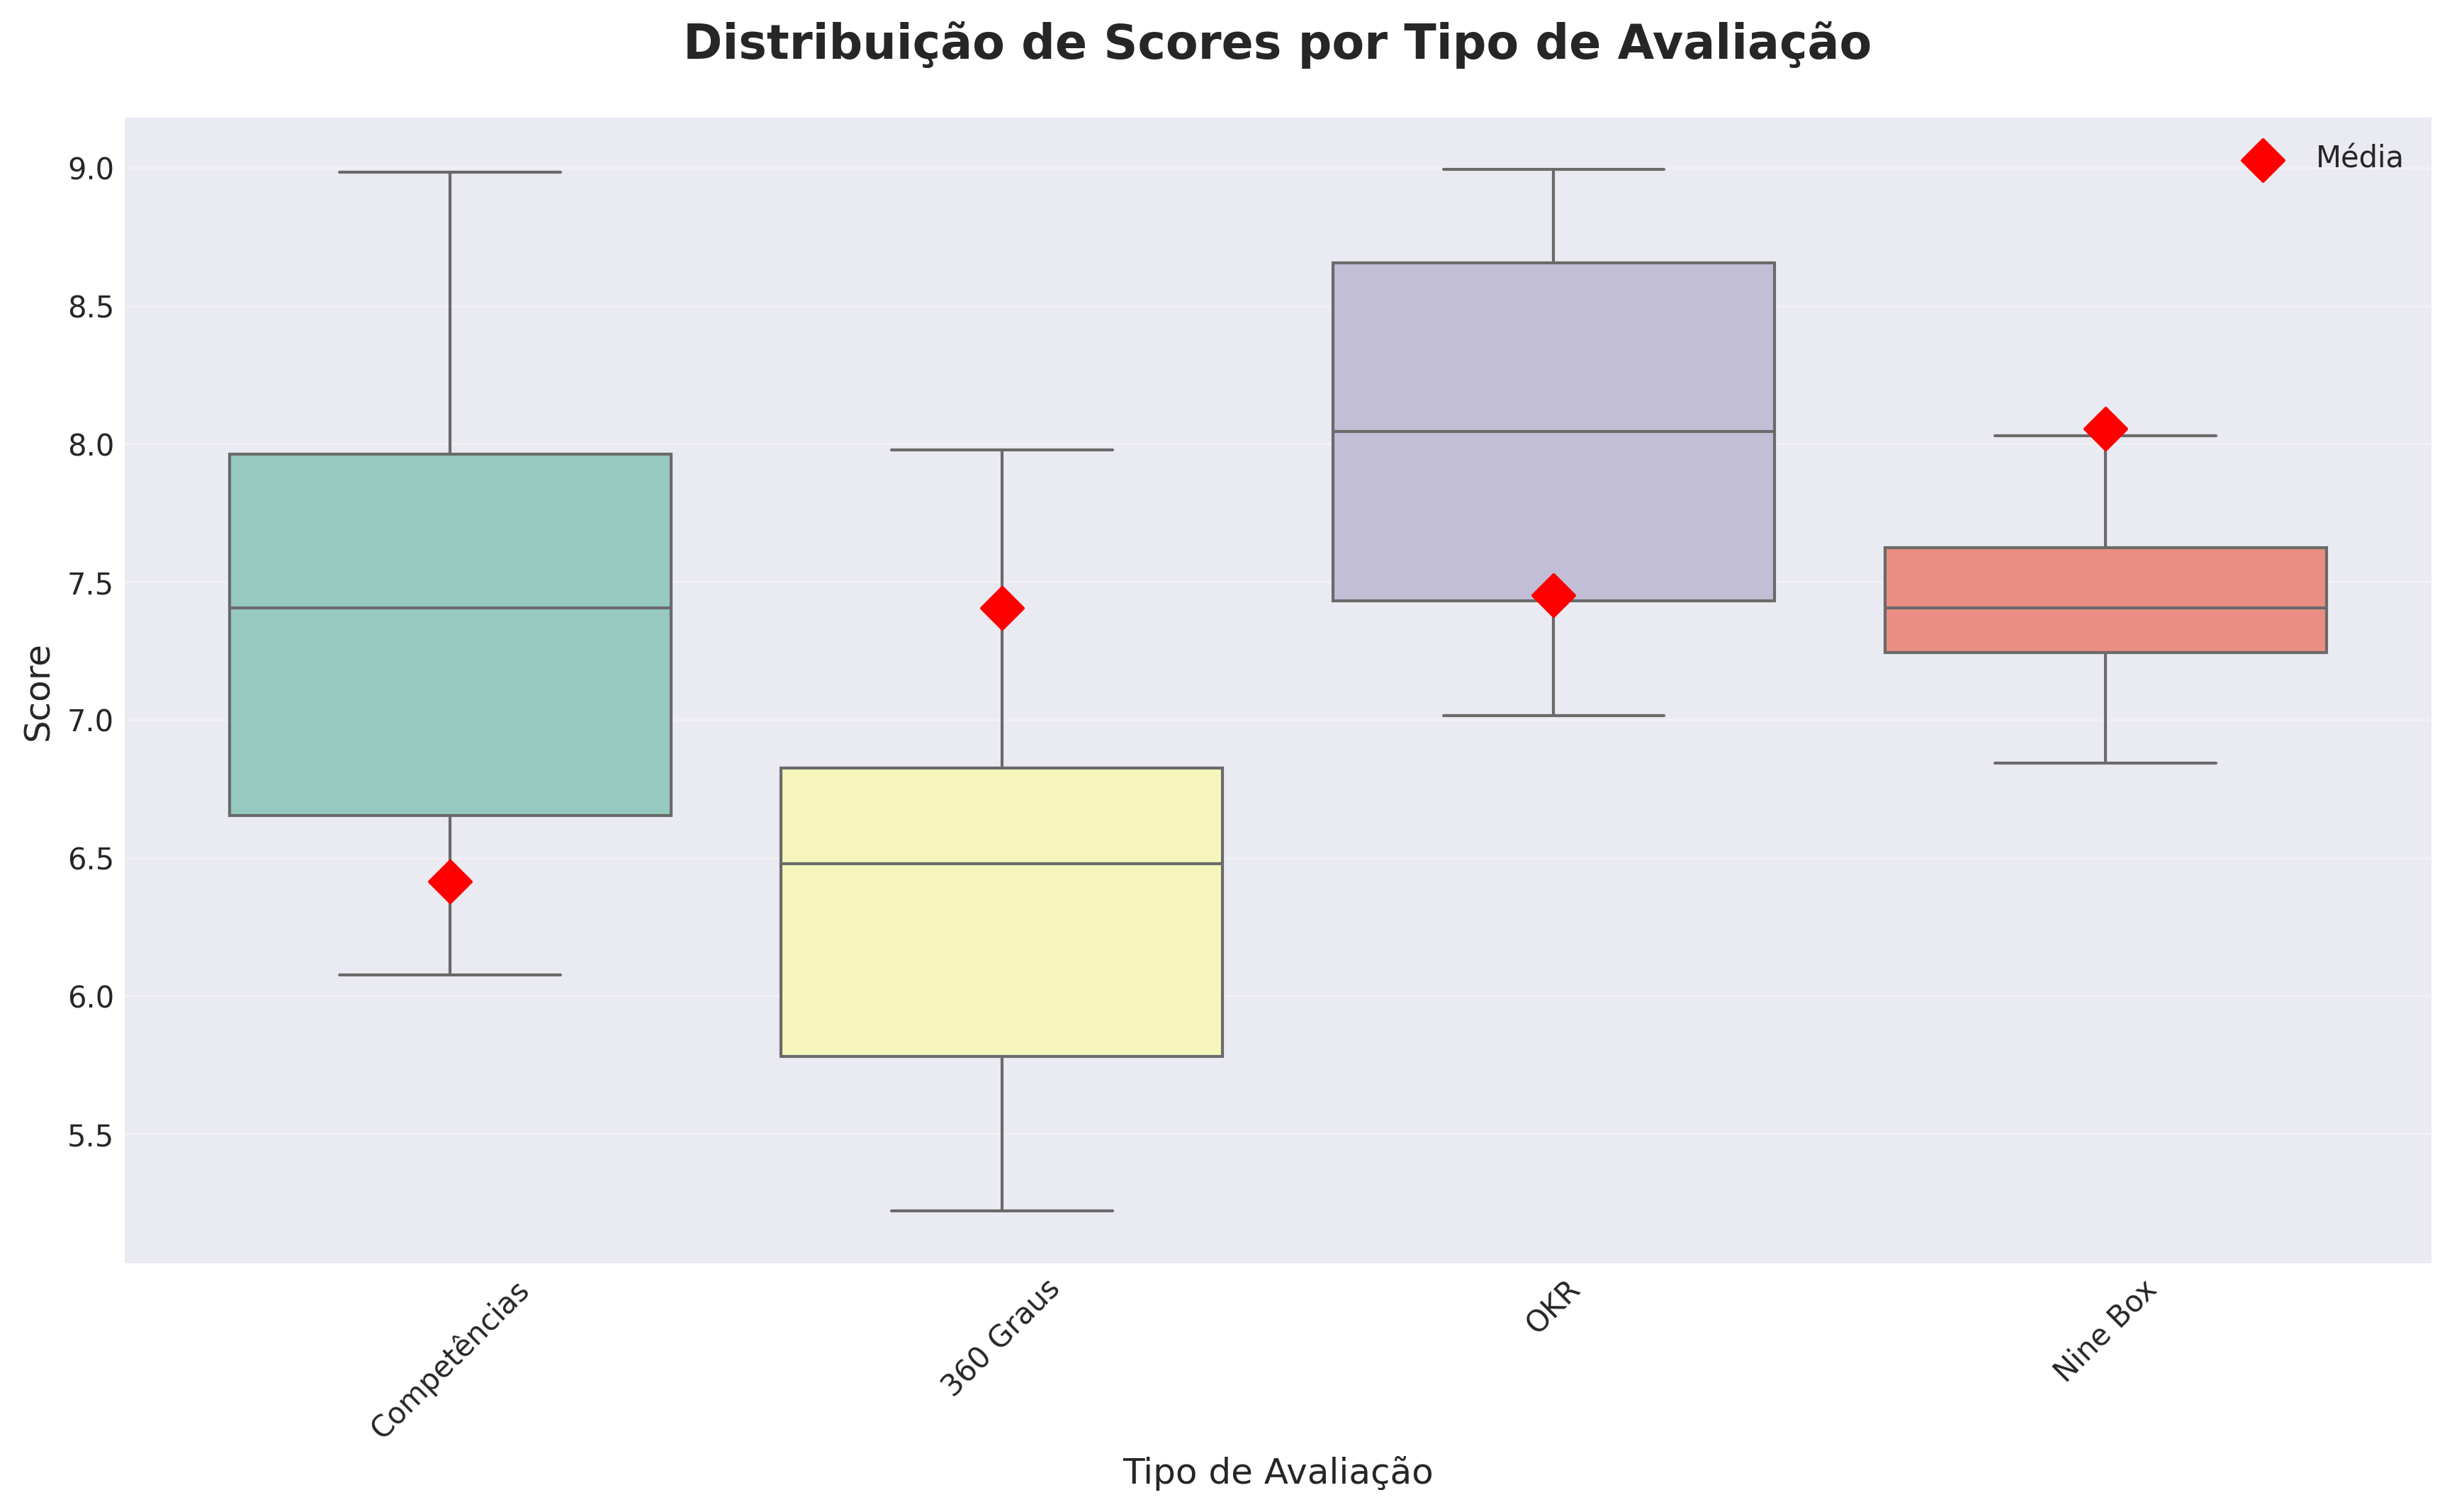 Distribuição de Scores por Tipo de Avaliação
Média
Score
9.0
8.5
8.0
7.5
7.0
6.5
6.0
5.5
Competências
360 Graus
OKR
Nine Box
Tipo de Avaliação